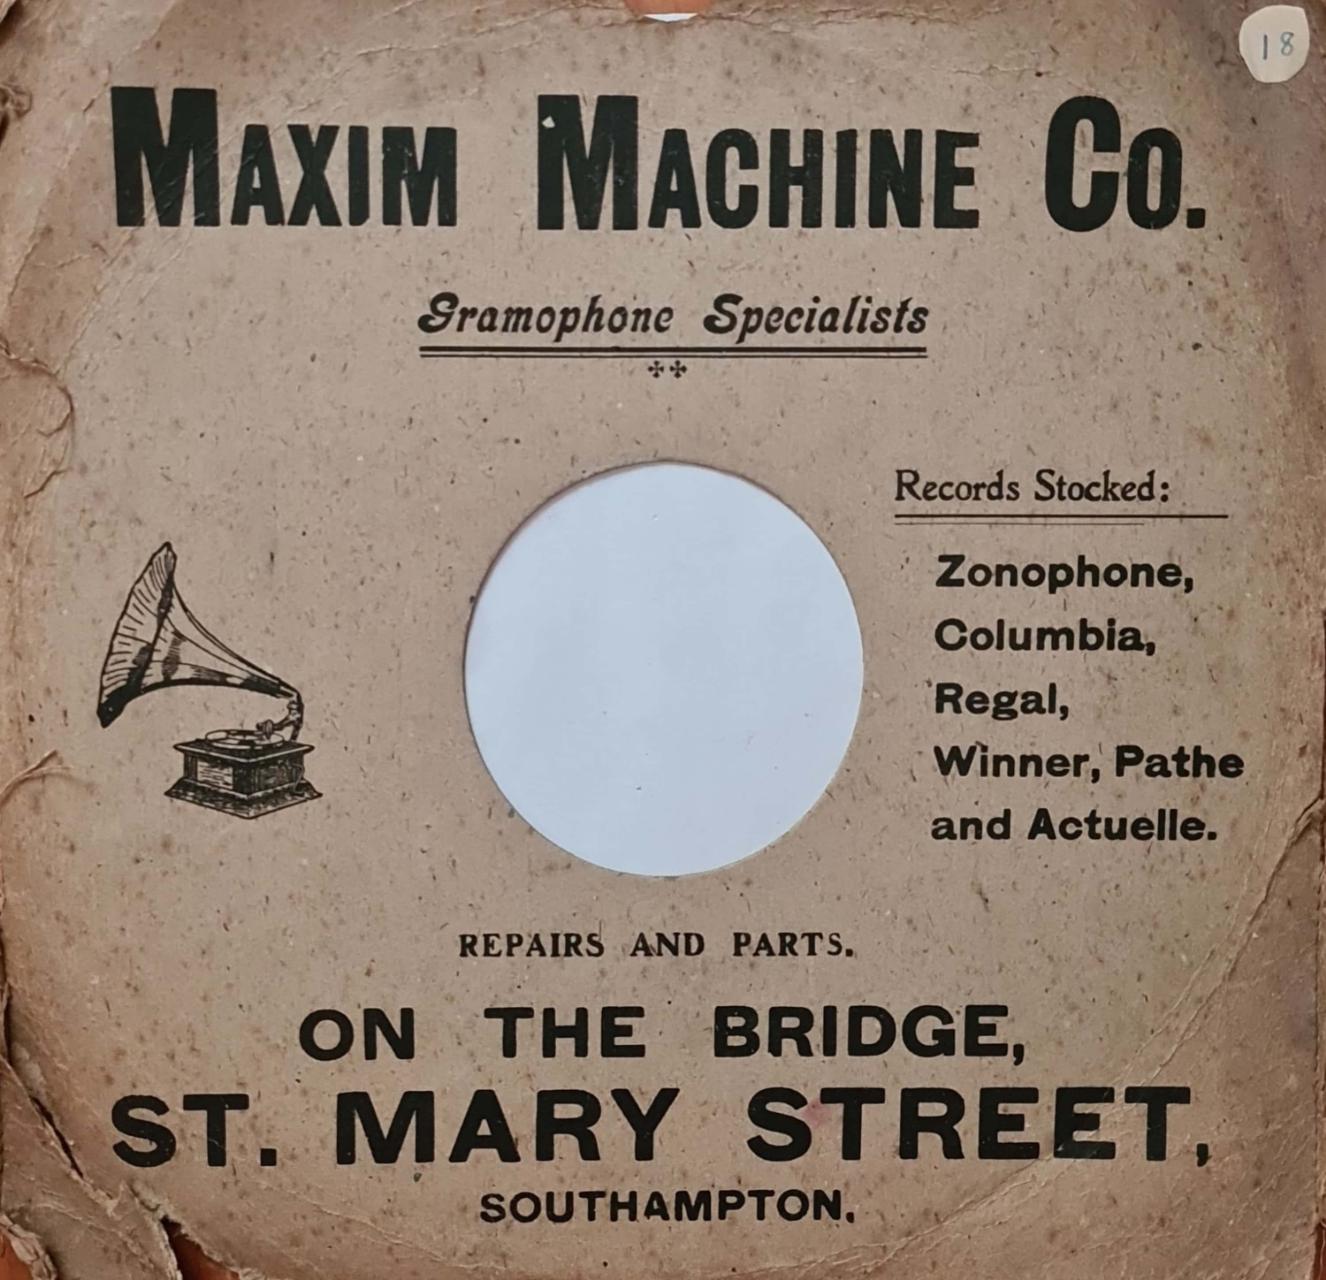 18
MAXIM MACHINE CO.
Gramophone Specialists
Records Stocked:
Zonophone,
Columbia,
Regal,
Winner, Pathe
and Actuelle.
REPAIRS AND PARTS.
ON THE BRIDGE,
ST. MARY STREET,
SOUTHAMPTON.